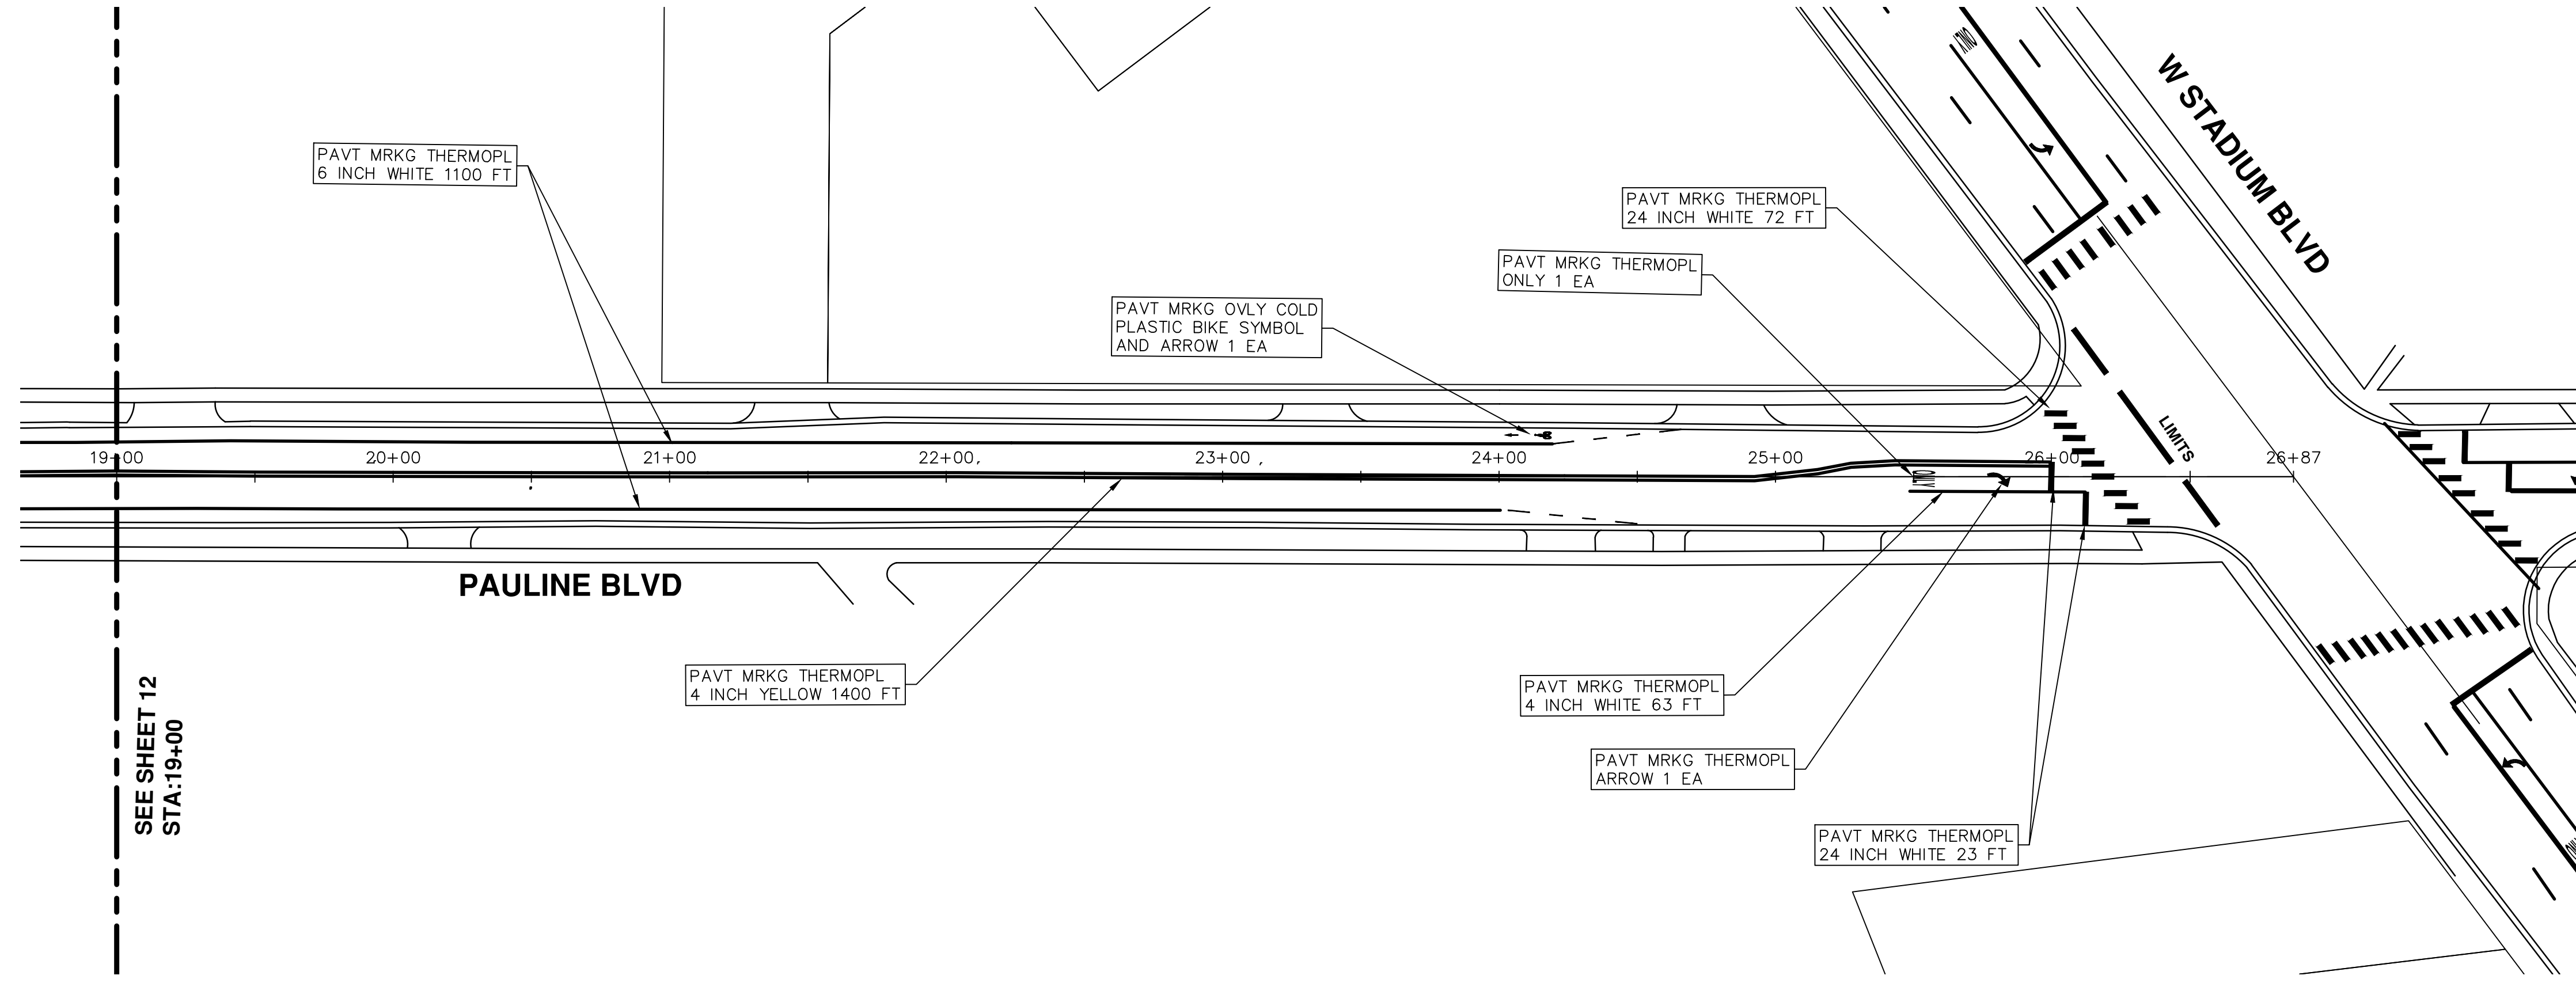 W STADIUM BLVD
PAVT MRKG THERMOPL
6 INCH WHITE 1100 FT
PAVT MRKG THERMOPL
24 INCH WHITE 72 FT
PAVT MRKG THERMOPL
ONLY 1 EA
PAVT MRKG OVLY COLD
PLASTIC BIKE SYMBOL
AND ARROW 1 EA
LIMITS
19+00
20+00
21+00
22+00,
23+00,
24+00
25+00
26+00
26+87
ONLY
ONLY
PAULINE BLVD
PAVT MRKG THERMOPL
4 INCH YELLOW 1400 FT
PAVT MRKG THERMOPL
4 INCH WHITE 63 FT
PAVT MRKG THERMOPL
ARROW 1 EA
PAVT MRKG THERMOPL
24 INCH WHITE 23 FT
SEE SHEET 12
STA:19+00